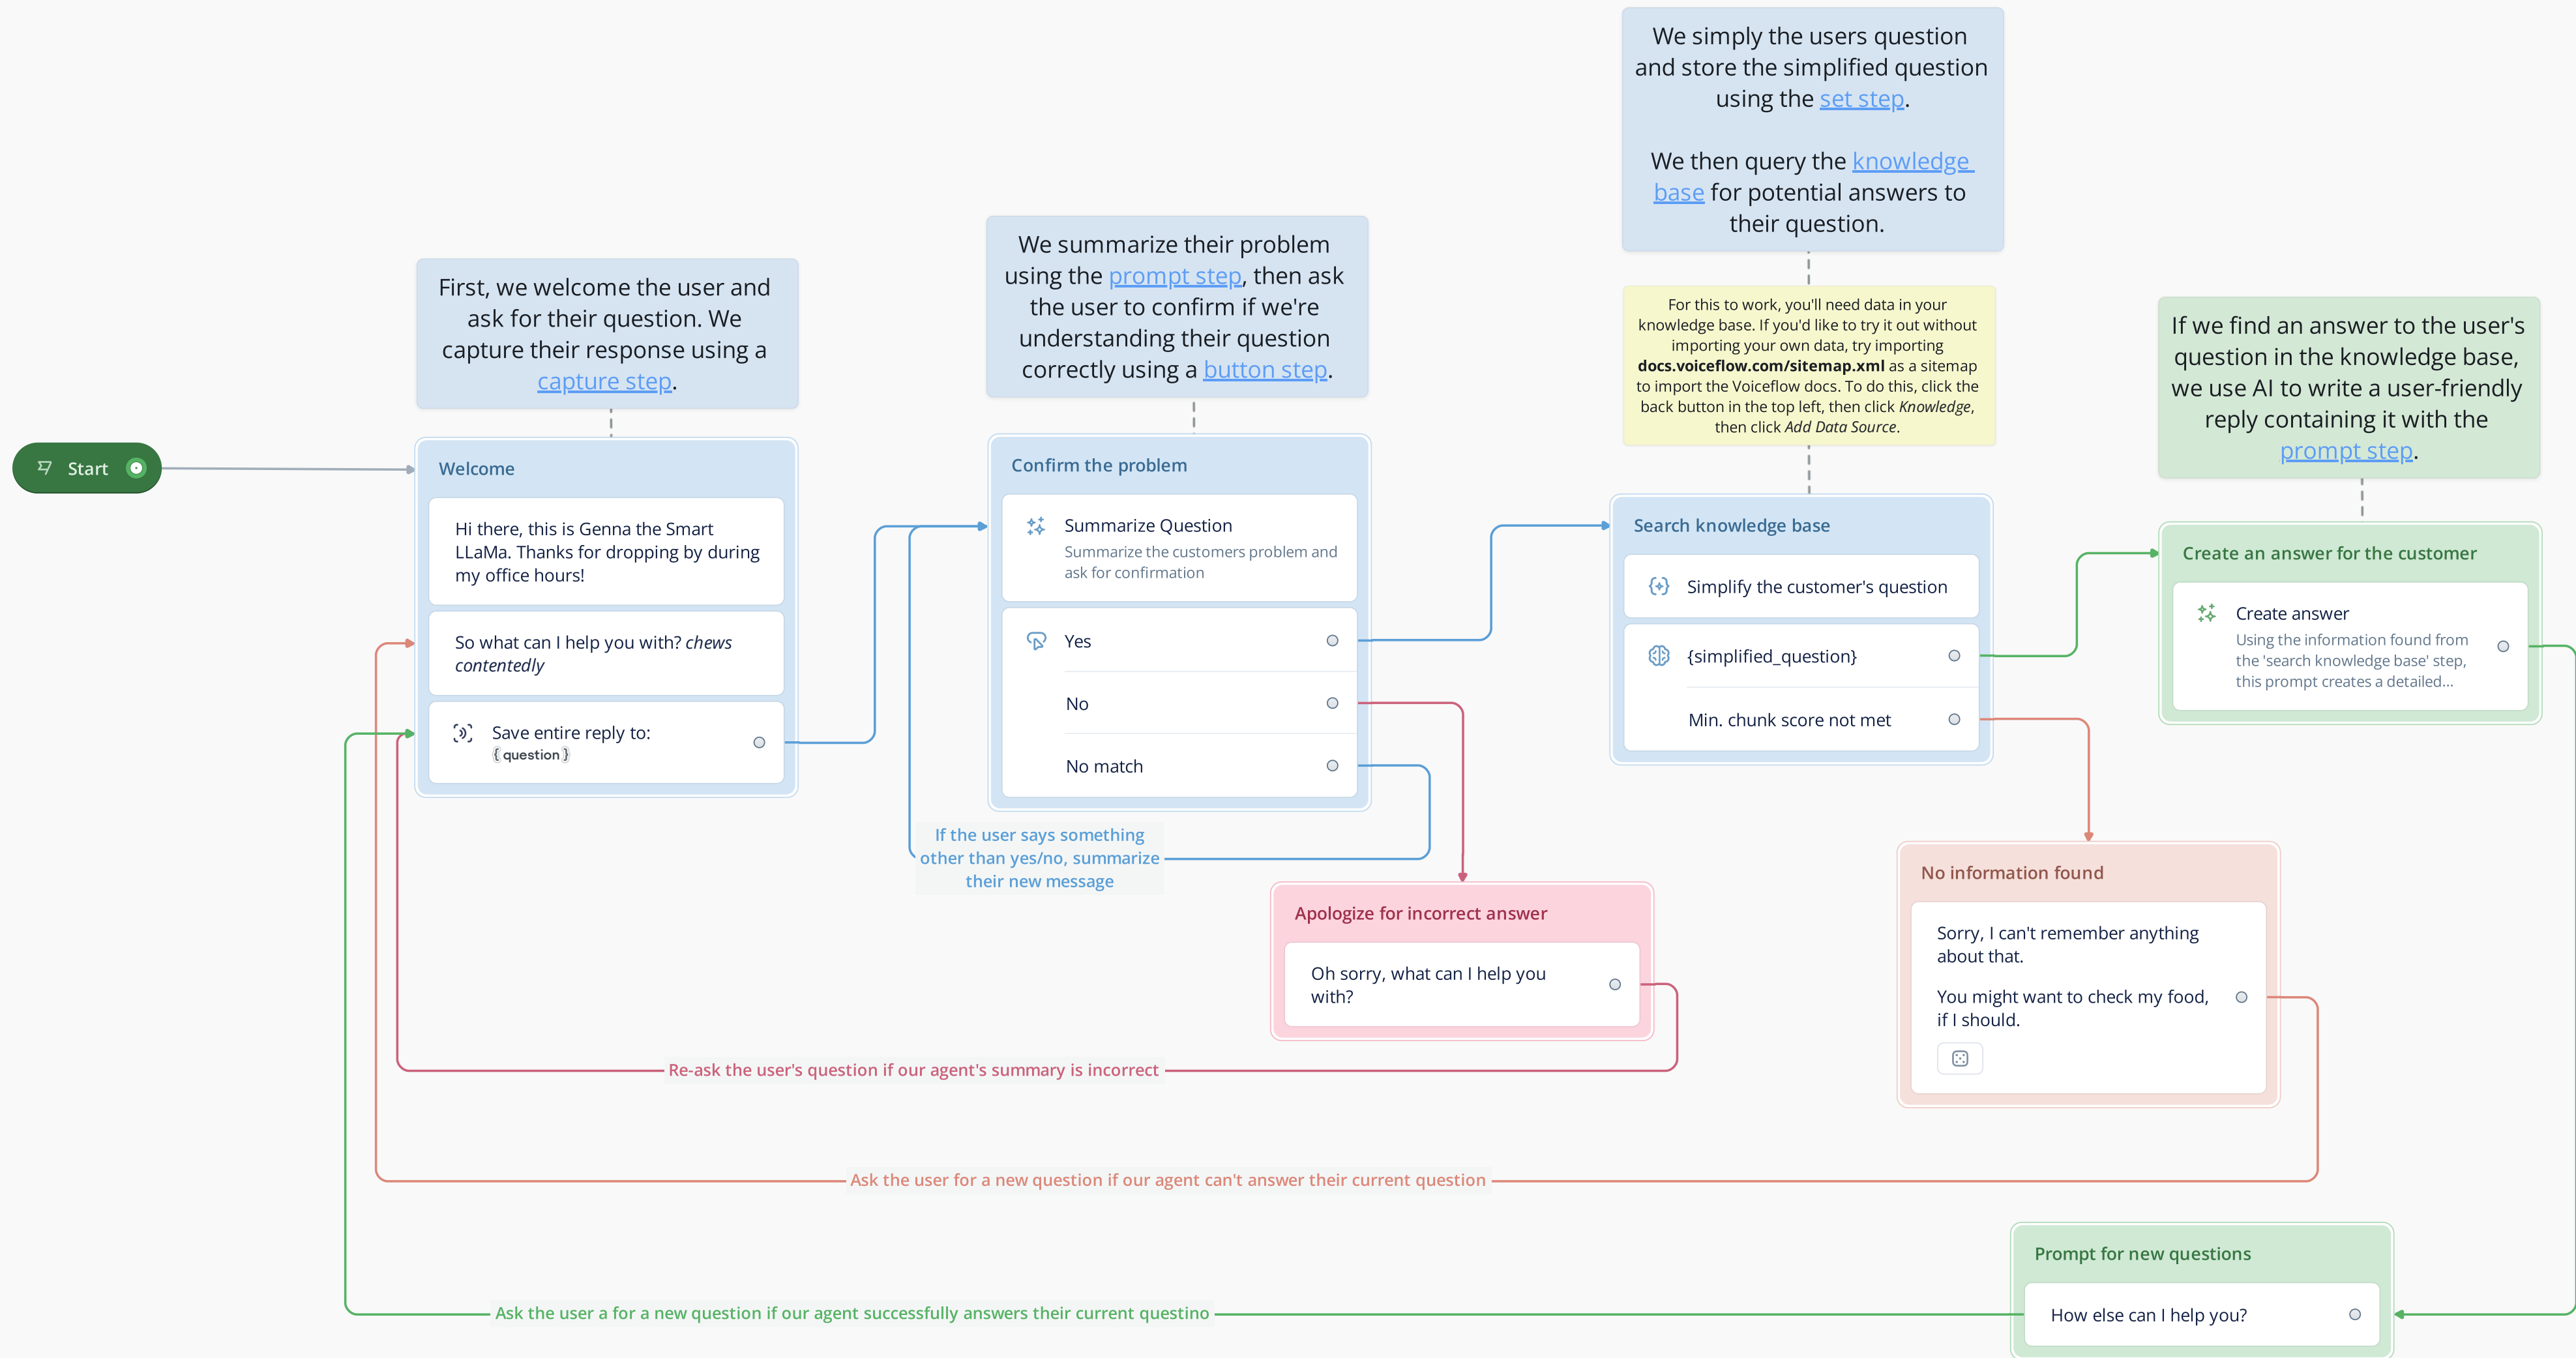 We simply the users question
and store the simplified question
using the set step.
We then query the knowledge
base for potential answers to
their question.
We summarize their problem
using the prompt step, then ask
the user to confirm if we're
understanding their question
correctly using a button step.
First, we welcome the user and
ask for their question. We
capture their response using a
capture step.
For this to work, you'll need data in your
knowledge base. If you'd like to try it out without
importing your own data, try importing
docs.voiceflow.com/sitemap.xml as a sitemap
to import the Voiceflow docs. To do this, click the
back button in the top left, then click Knowledge,
then click Add Data Source.
If we find an answer to the user's
question in the knowledge base,
we use AI to write a user-friendly
reply containing it with the
prompt step.
Start
Welcome
Hi there, this is Genna the Smart
LLaMa. Thanks for dropping by during
my office hours!
So what can I help you with? chews
contentedly
Save entire reply to:
{question}
Confirm the problem
Summarize Question
Summarize the customers problem and
ask for confirmation
Yes
No
No match
If the user says something
other than yes/no, summarize
their new message
Search knowledge base
Simplify the customer's question
{simplified_question}
Min. chunk score not met
Create an answer for the customer
Create answer
Using the information found from
the 'search knowledge base' step,
this prompt creates a detailed...
Apologize for incorrect answer
Oh sorry, what can I help you
with?
No information found
Sorry, I can't remember anything
about that.
You might want to check my food,
if I should.
Re-ask the user's question if our agent's summary is incorrect
Ask the user for a new question if our agent can't answer their current question
Prompt for new questions
How else can I help you?
Ask the user a for a new question if our agent successfully answers their current questino